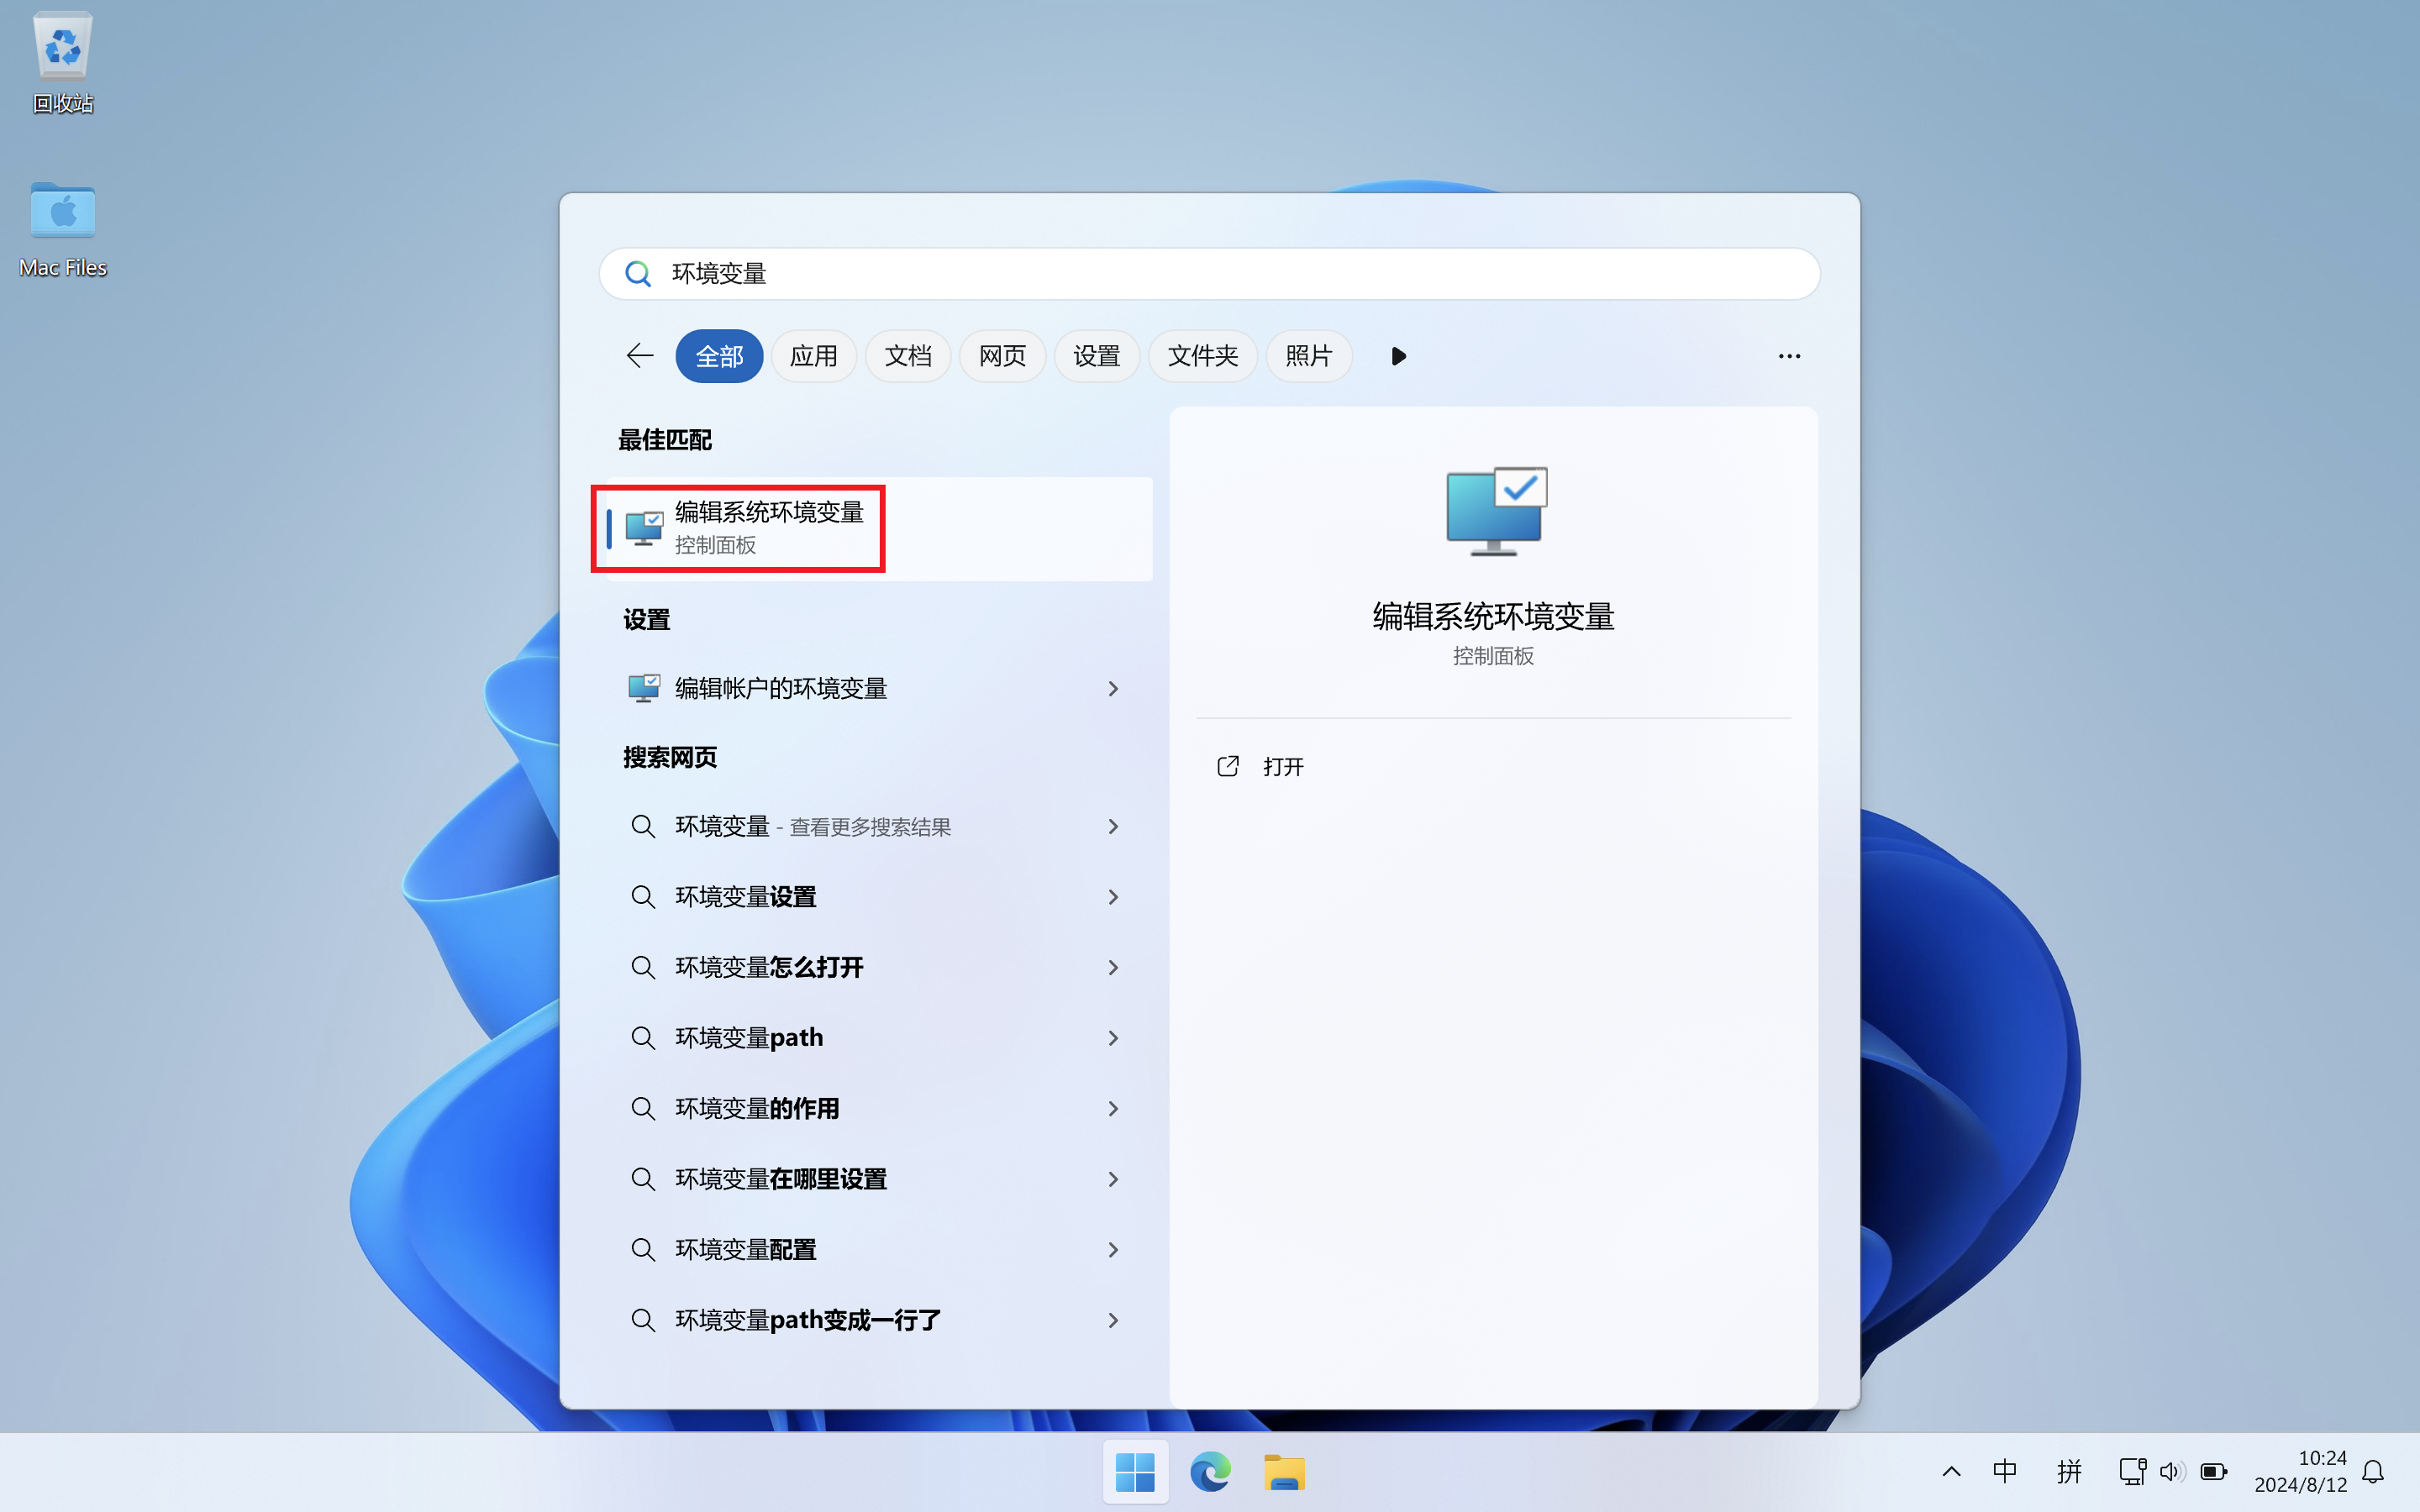 回收站
Mac Files
环境变量
全部 应用 文档 网页 设置 文件夹 照片
最佳匹配
编辑系统环境变量
控制面板
设置
编辑帐户的环境变量
搜索网页
环境变量 - 查看更多搜索结果
环境变量设置
环境变量怎么打开
环境变量path
环境变量的作用
环境变量在哪里设置
环境变量配置
环境变量path变成一行了
编辑系统环境变量
控制面板
打开
中 拼
10:24
2024/8/12